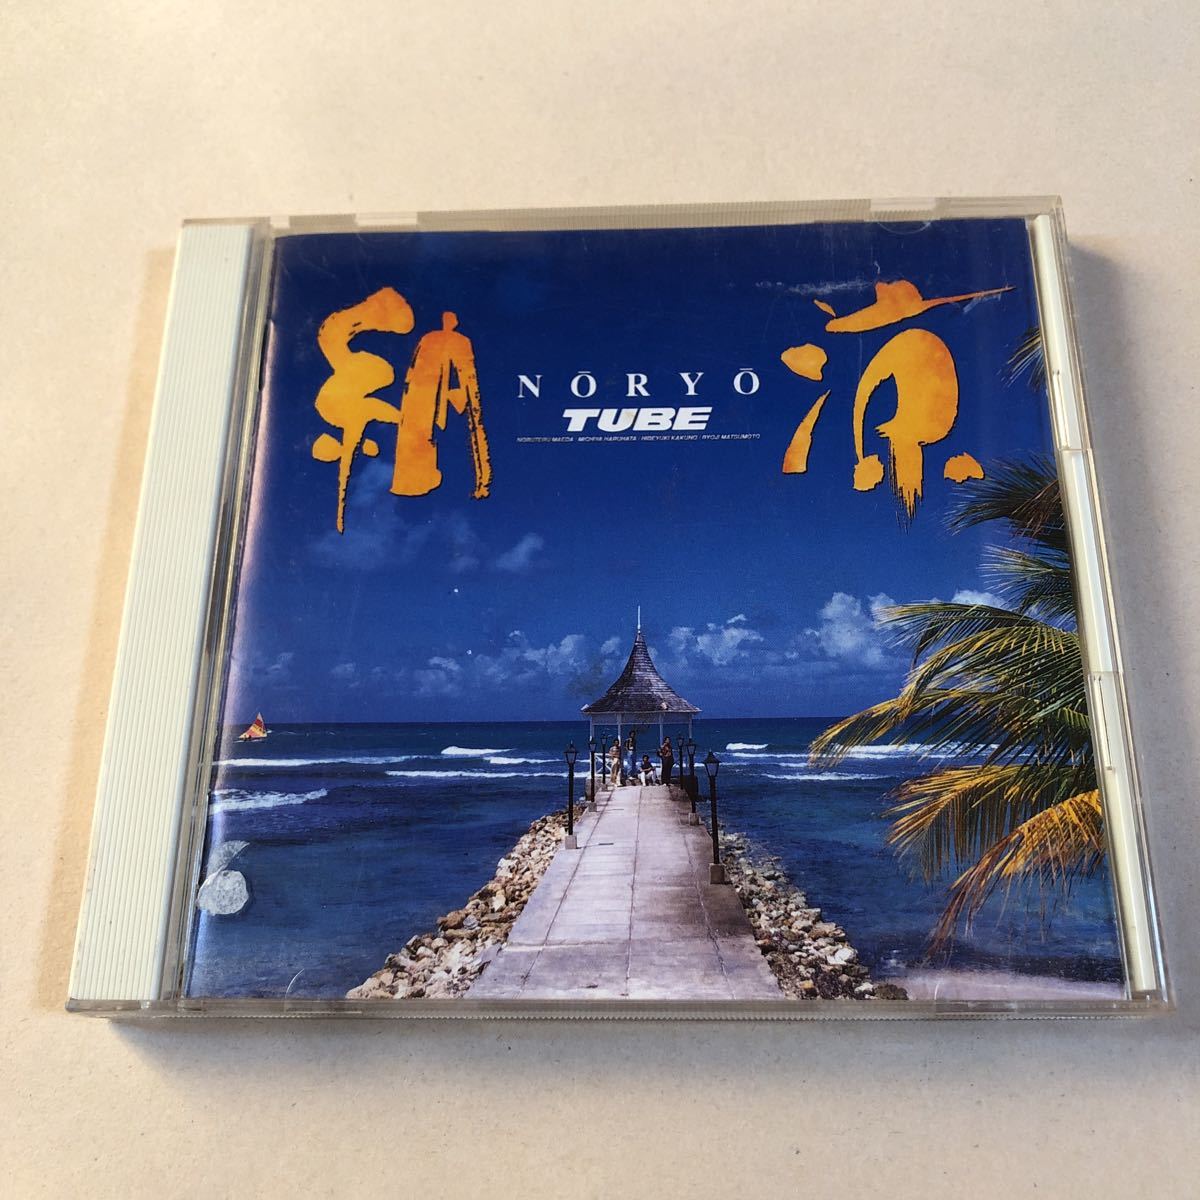 納涼
NŌRYŌ
TUBE
NOBUTERU MAEDA · MICHIYA HARUHATA · HIDEYUKI KAKUNO · RYOJI MATSUMOTO